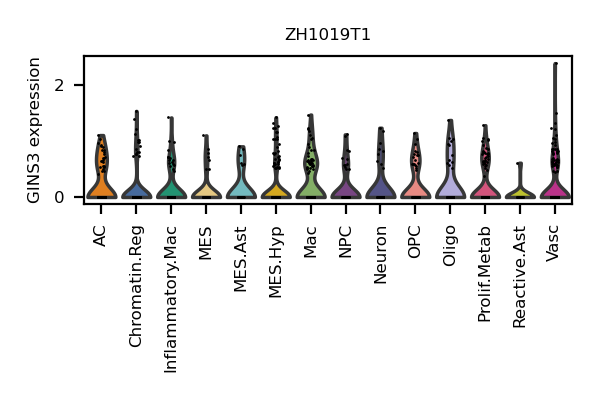 ZH1019T1
GINS3 expression
2
0
AC
Chromatin.Reg
Inflammatory.Mac
MES
MES.Ast
MES.Hyp
Mac
NPC
Neuron
OPC
Oligo
Prolif.Metab
Reactive.Ast
Vasc